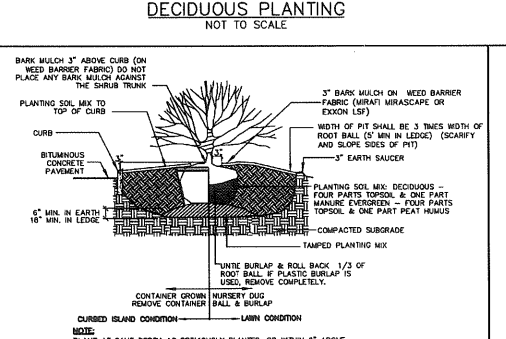 DECIDUOUS PLANTING
NOT TO SCALE
BARK MULCH 3" ABOVE CURB (ON
WEED BARRIER FABRIC) DO NOT
PLACE ANY BARK MULCH AGAINST
THE SHRUB TRUNK
PLANTING SOIL MIX TO
TOP OF CURB
CURB
BITUMINOUS
CONCRETE
PAVEMENT
6" MIN. IN EARTH
18" MIN. IN LEDGE
3"
3"
3" BARK MULCH ON WEED BARRIER
FABRIC (MIRAFI MIRASCAPE OR
EXXON LSF)
WIDTH OF PIT SHALL BE 3 TIMES WIDTH OF
ROOT BALL (5' MIN IN LEDGE) (SCARIFY
AND SLOPE SIDES OF PIT)
3" EARTH SAUCER
PLANTING SOIL MIX: DECIDUOUS –
FOUR PARTS TOPSOIL & ONE PART
MANURE EVERGREEN – FOUR PARTS
TOPSOIL & ONE PART PEAT HUMUS
COMPACTED SUBGRADE
TAMPED PLANTING MIX
UNTIE BURLAP & ROLL BACK 1/3 OF
ROOT BALL. IF PLASTIC BURLAP IS
USED, REMOVE COMPLETELY.
CONTAINER GROWN NURSERY DUG
REMOVE CONTAINER BALL & BURLAP
CURBED ISLAND CONDITION LAWN CONDITION
NOTE: